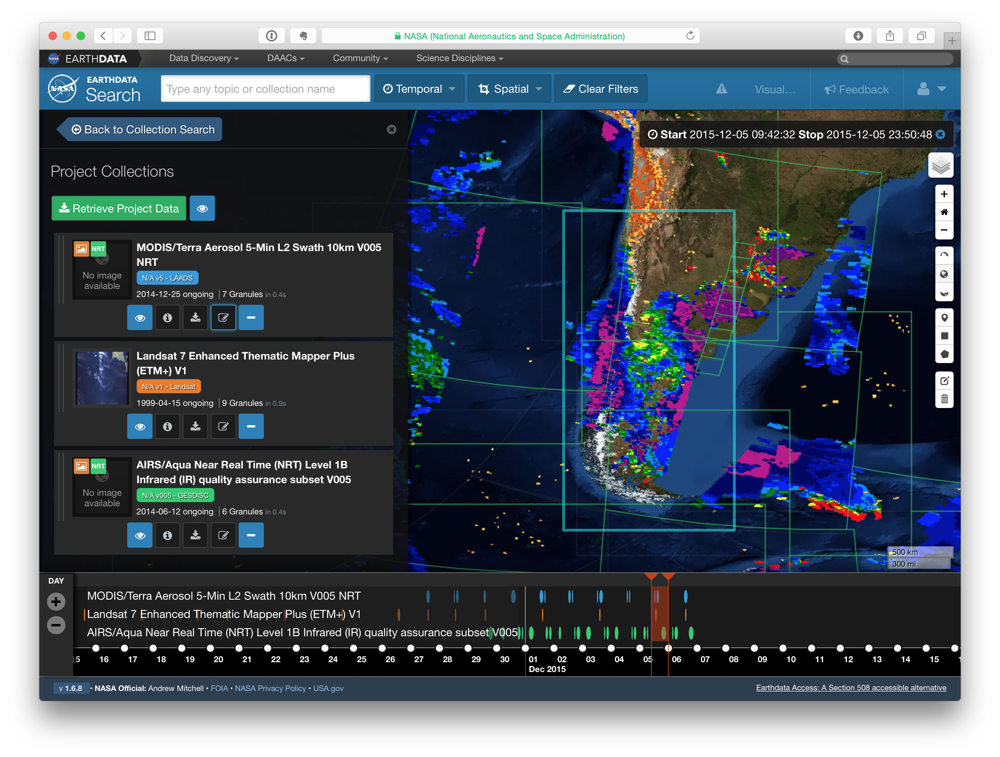 NASA (National Aeronautics and Space Administration)
NASA EARTHDATA
Data Discovery
DAACs
Community
Science Disciplines
NASA
EARTHDATA
Search
Type any topic or collection name
Temporal
Spatial
Clear Filters
Visual...
Feedback
Back to Collection Search
Start 2015-12-05 09:42:32 Stop 2015-12-05 23:50:48
Project Collections
Retrieve Project Data
NRT
No image
available
MODIS/Terra Aerosol 5-Min L2 Swath 10km V005
NRT
N/A v5 - LAADS
2014-12-25 ongoing | 7 Granules in 0.4s
Landsat 7 Enhanced Thematic Mapper Plus
(ETM+) V1
N/A v1 - Landsat
1999-04-15 ongoing | 9 Granules in 0.9s
NRT
No image
available
AIRS/Aqua Near Real Time (NRT) Level 1B
Infrared (IR) quality assurance subset V005
N/A v005 - GESDISC
2014-06-12 ongoing | 6 Granules in 0.4s
500 km
300 mi
DAY
MODIS/Terra Aerosol 5-Min L2 Swath 10km V005 NRT
Landsat 7 Enhanced Thematic Mapper Plus (ETM+) V1
AIRS/Aqua Near Real Time (NRT) Level 1B Infrared (IR) quality assurance subset V005
15 16 17 18 19 20 21 22 23 24 25 26 27 28 29 30 01 02 03 04 05 06 07 08 09 10 11 12 13 14 15
Dec 2015
v 1.6.8 • NASA Official: Andrew Mitchell • FOIA • NASA Privacy Policy • USA.gov
Earthdata Access: A Section 508 accessible alternative